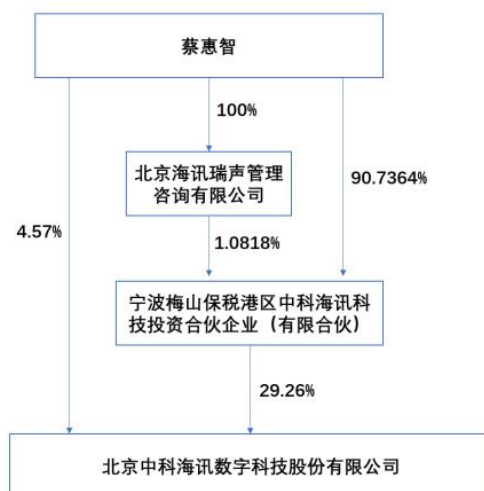 蔡惠智
100%
北京海讯瑞声管理
咨询有限公司
90.7364%
4.57%
1.0818%
宁波梅山保税港区中科海讯科
技投资合伙企业（有限合伙）
29.26%
北京中科海讯数字科技股份有限公司